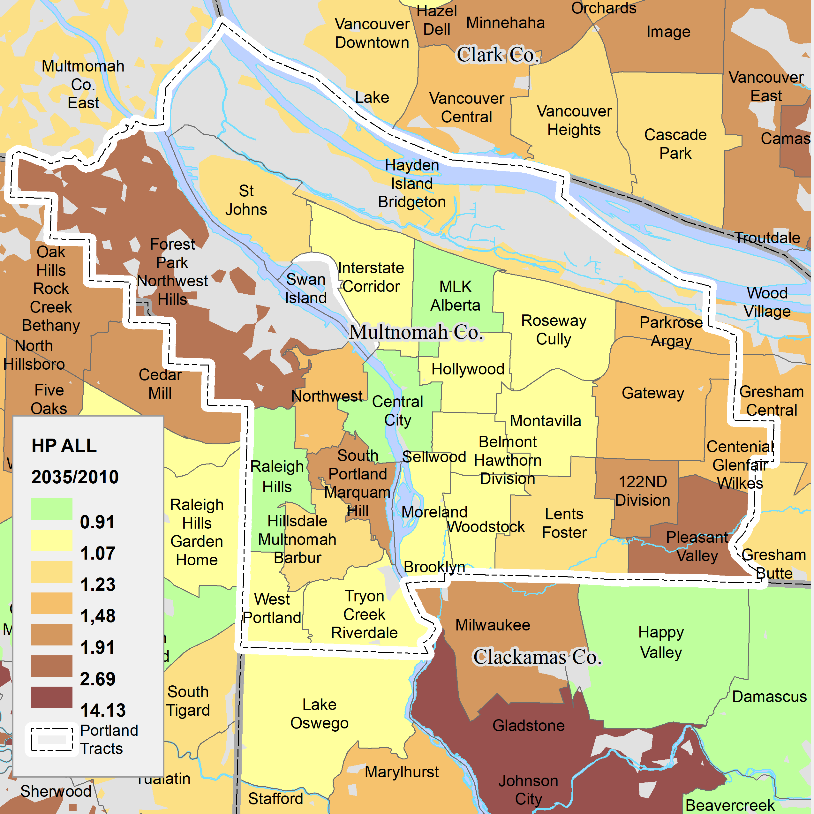 Hazel
Dell
Minnehaha
Orchards
Image
Vancouver
Downtown
Clark Co.
Multmomah
Co.
East
Lake
Vancouver
Central
Vancouver
Heights
Cascade
Park
Vancouver
East
Camas
St
Johns
Hayden
Island
Bridgeton
Troutdale
Oak
Hills
Rock
Creek
Bethany
Forest
Park
Northwest
Hills
Swan
Island
Interstate
Corridor
MLK
Alberta
Wood
Village
Multnomah Co.
Roseway
Cully
Parkrose
Argay
North
Hillsboro
Five
Oaks
Cedar
Mill
Hollywood
Northwest
Central
City
Gateway
Gresham
Central
Montavilla
Belmont
Hawthorn
Division
Sellwood
Centenial
Glenfair
Wilkes
Raleigh
Hills
South
Portland
Marquam
Hill
122ND
Division
HP ALL
2035/2010
0.91
1.07
1.23
1,48
1.91
2.69
14.13
Portland
Tracts
Raleigh
Hills
Garden
Home
Hillsdale
Multnomah
Barbur
Moreland
Woodstock
Lents
Foster
Pleasant
Valley
Gresham
Butte
Brooklyn
West
Portland
Tryon
Creek
Riverdale
Milwaukee
Happy
Valley
Clackamas Co.
South
Tigard
Lake
Oswego
Damascus
Gladstone
Marylhurst
Johnson
City
Tualatin
Sherwood
Stafford
Beavercreek